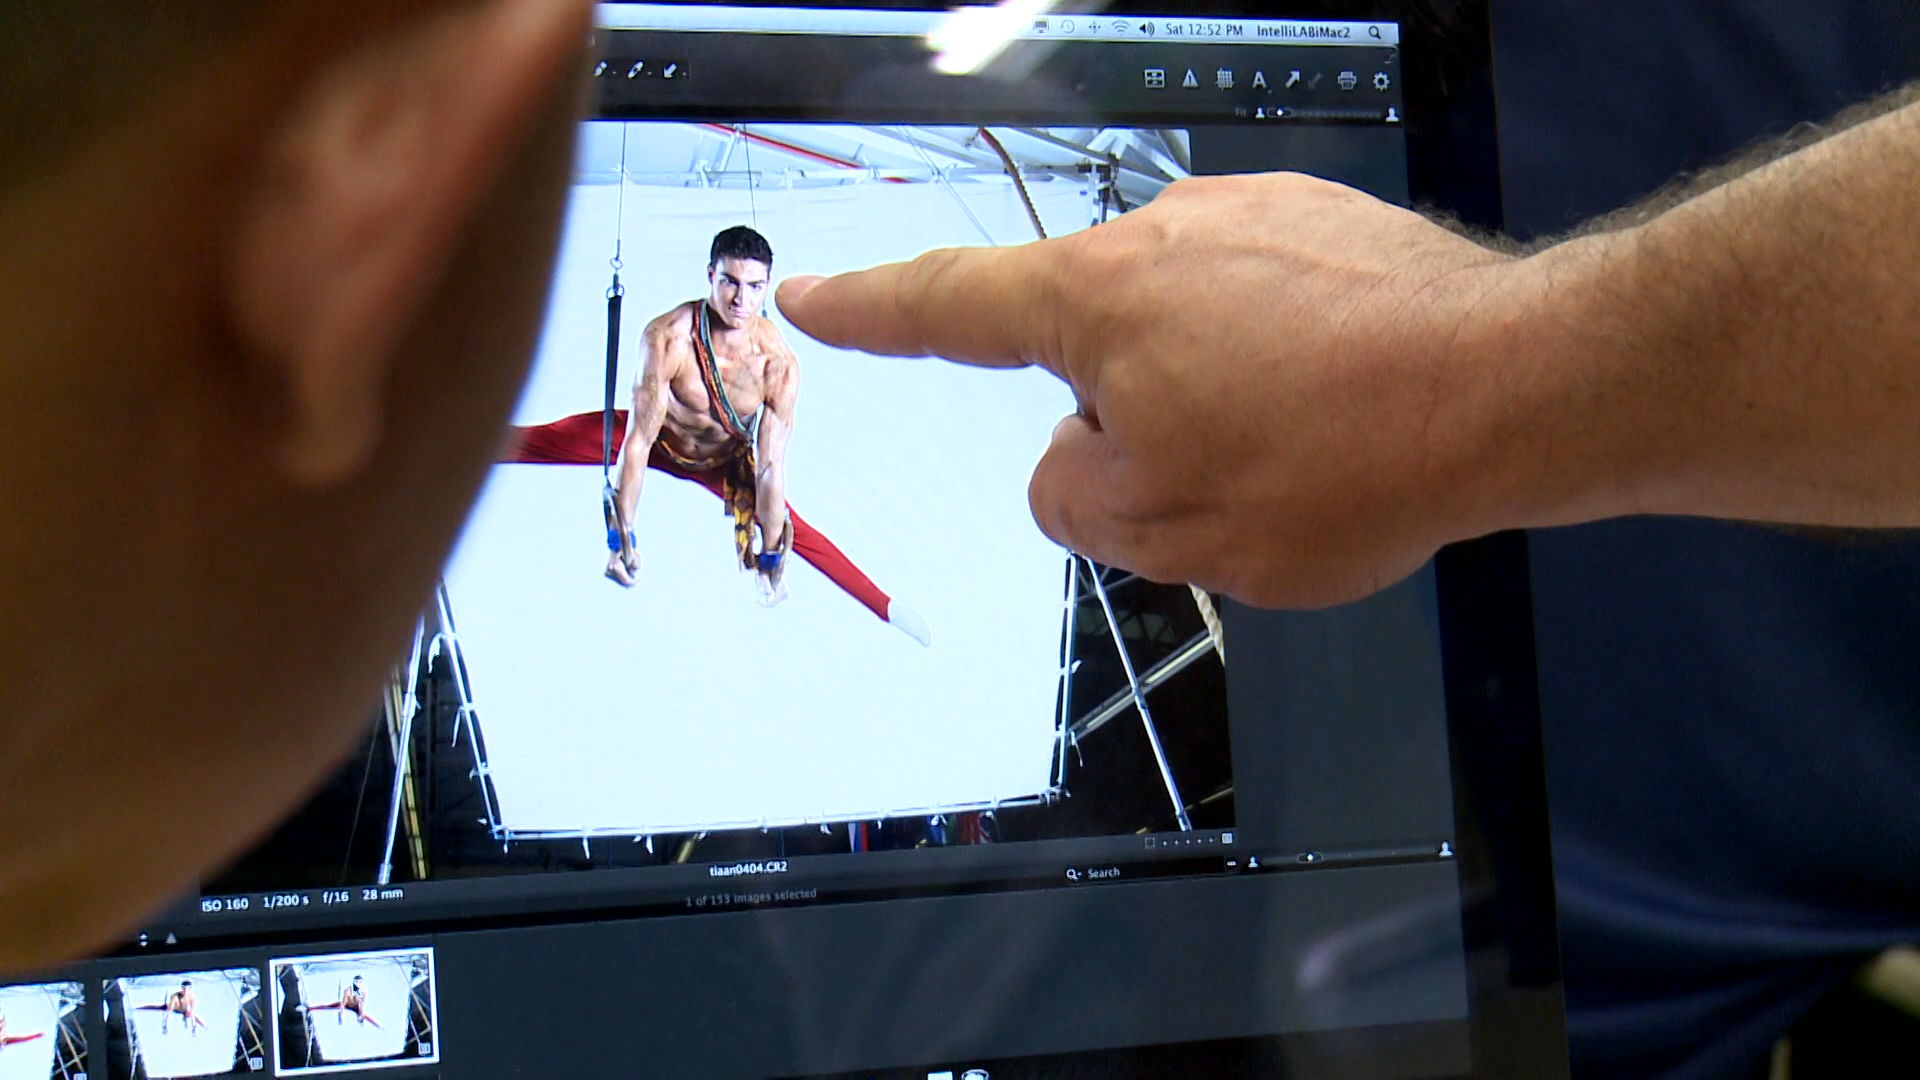 Sat 12:52 PM IntelliLABiMac2
A
Fit
tiaan0404.CR2
Search
ISO 160 1/200 s f/16 28 mm
1 of 153 images selected